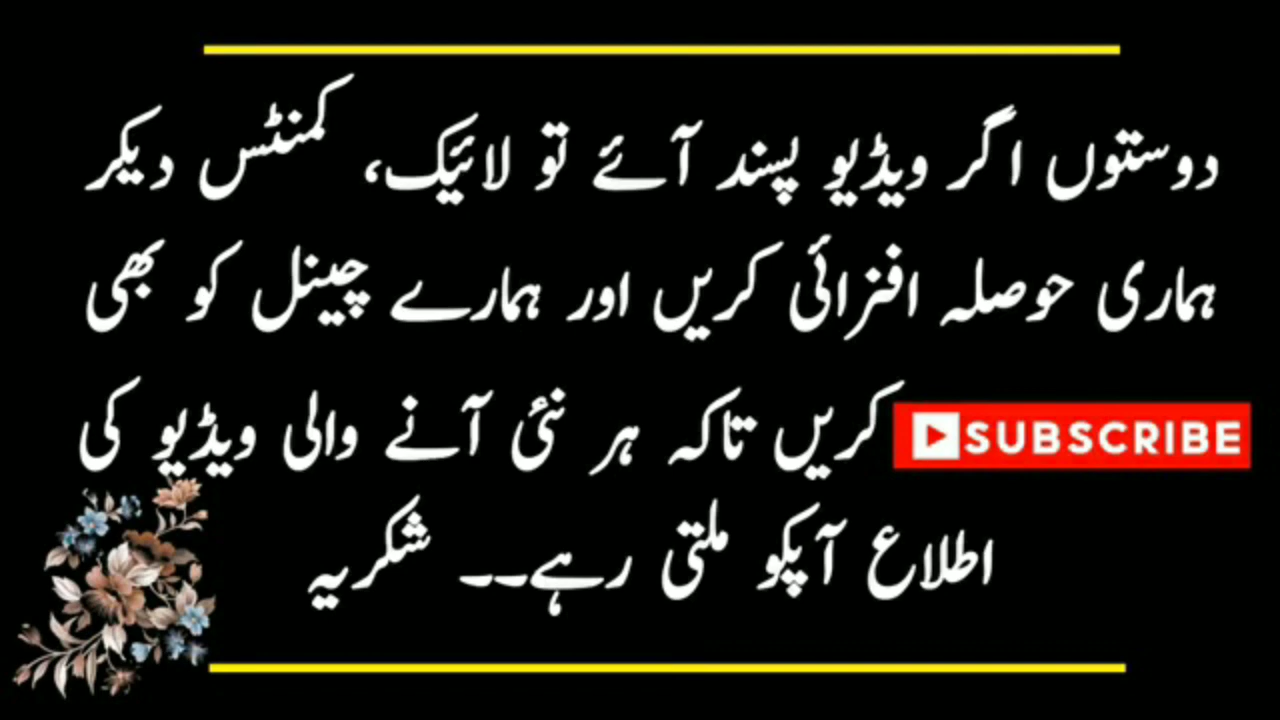 دوستوں اگر ویڈیو پسند آئے تو لائیک، کمنٹس دیکر
ہماری حوصلہ افزائی کریں اور ہمارے چینل کو بھی
SUBSCRIBE کریں تاکہ ہر نئی آنے والی ویڈیو کی
اطلاع آپکو ملتی رہے۔۔ شکریہ